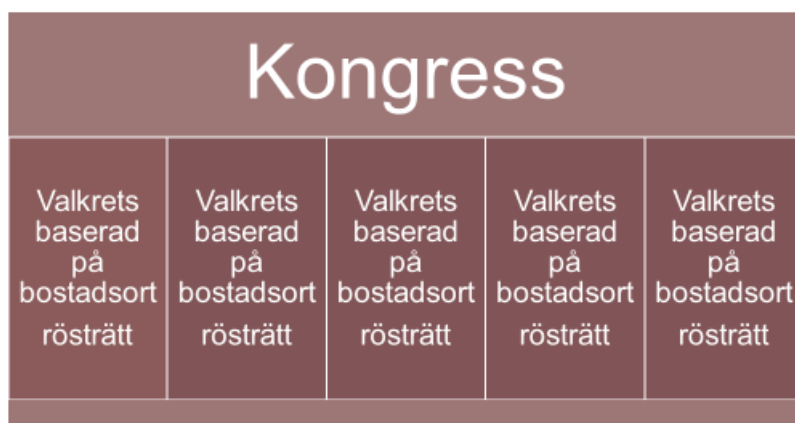 Kongress
Valkrets
baserad
på
bostadsort
rösträtt
Valkrets
baserad
på
bostadsort
rösträtt
Valkrets
baserad
på
bostadsort
rösträtt
Valkrets
baserad
på
bostadsort
rösträtt
Valkrets
baserad
på
bostadsort
rösträtt